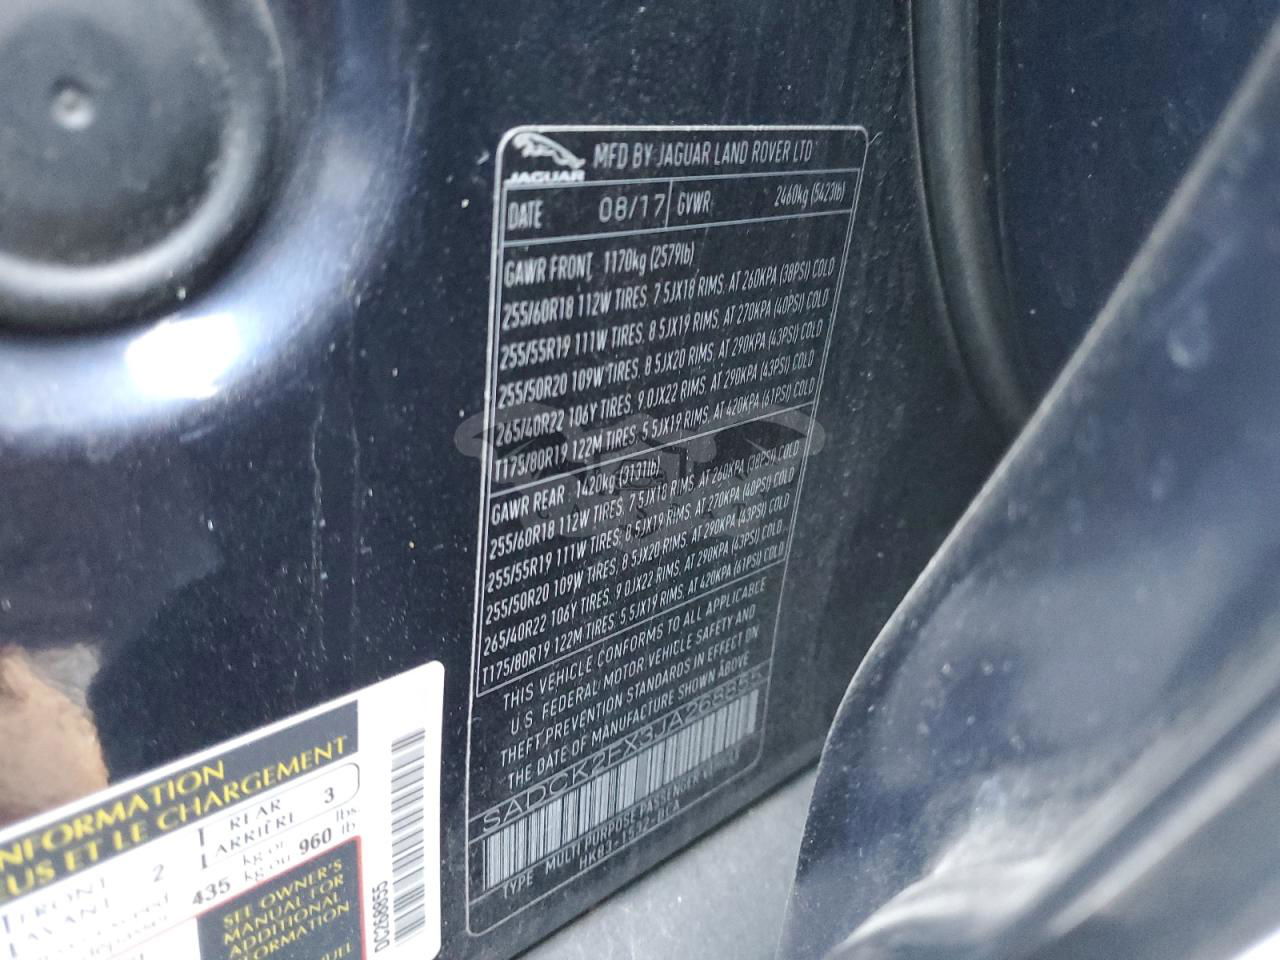 JAGUAR
MFD BY JAGUAR LAND ROVER LTD
DATE 08/17 GVWR 2460kg (5423lb)
GAWR FRONT 1170kg (2579lb)
255/60R18 112W TIRES, 7.5JX18 RIMS, AT 260KPA (38PSI) COLD
255/55R19 111W TIRES, 8.5JX19 RIMS, AT 270KPA (40PSI) COLD
255/50R20 109W TIRES, 8.5JX20 RIMS, AT 290KPA (43PSI) COLD
265/40R22 106Y TIRES, 9.0JX22 RIMS, AT 290KPA (43PSI) COLD
T175/80R19 122M TIRES, 5.5JX19 RIMS, AT 420KPA (61PSI) COLD
GAWR REAR 1420kg (3131lb)
255/60R18 112W TIRES, 7.5JX18 RIMS, AT 260KPA (38PSI) COLD
255/55R19 111W TIRES, 8.5JX19 RIMS, AT 270KPA (40PSI) COLD
255/50R20 109W TIRES, 8.5JX20 RIMS, AT 290KPA (43PSI) COLD
265/40R22 106Y TIRES, 9.0JX22 RIMS, AT 290KPA (43PSI) COLD
T175/80R19 122M TIRES, 5.5JX19 RIMS, AT 420KPA (61PSI) COLD
THIS VEHICLE CONFORMS TO ALL APPLICABLE
U.S. FEDERAL MOTOR VEHICLE SAFETY AND
THEFT PREVENTION STANDARDS IN EFFECT ON
THE DATE OF MANUFACTURE SHOWN ABOVE
SADCK2FX3JA268855
TYPE MULTI PURPOSE PASSENGER VEHICLE
NFORMATION
US ET LE CHARGEMENT
FRONT 2 REAR 3
AVANT ARRIÈRE
435 kg or kg ou 960 lbs lb
SEE OWNER'S
MANUAL FOR
ADDITIONAL
INFORMATION
DC268855